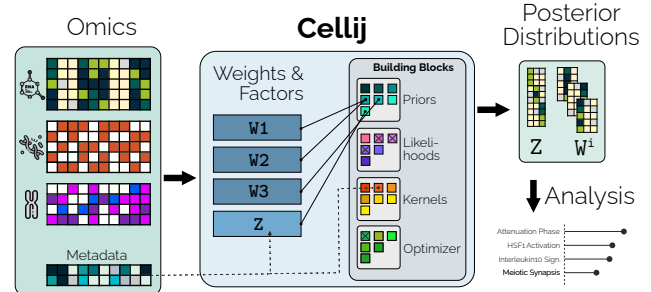 Omics
Cellij
Posterior
Distributions
Weights &
Factors
Building Blocks
W1
W2
W3
Z
Priors
Likeli-
hoods
Kernels
Optimizer
Metadata
Z
Wⁱ
Analysis
Attenuation Phase
HSF1 Activation
Interleukin10 Sign.
Meiotic Synapsis